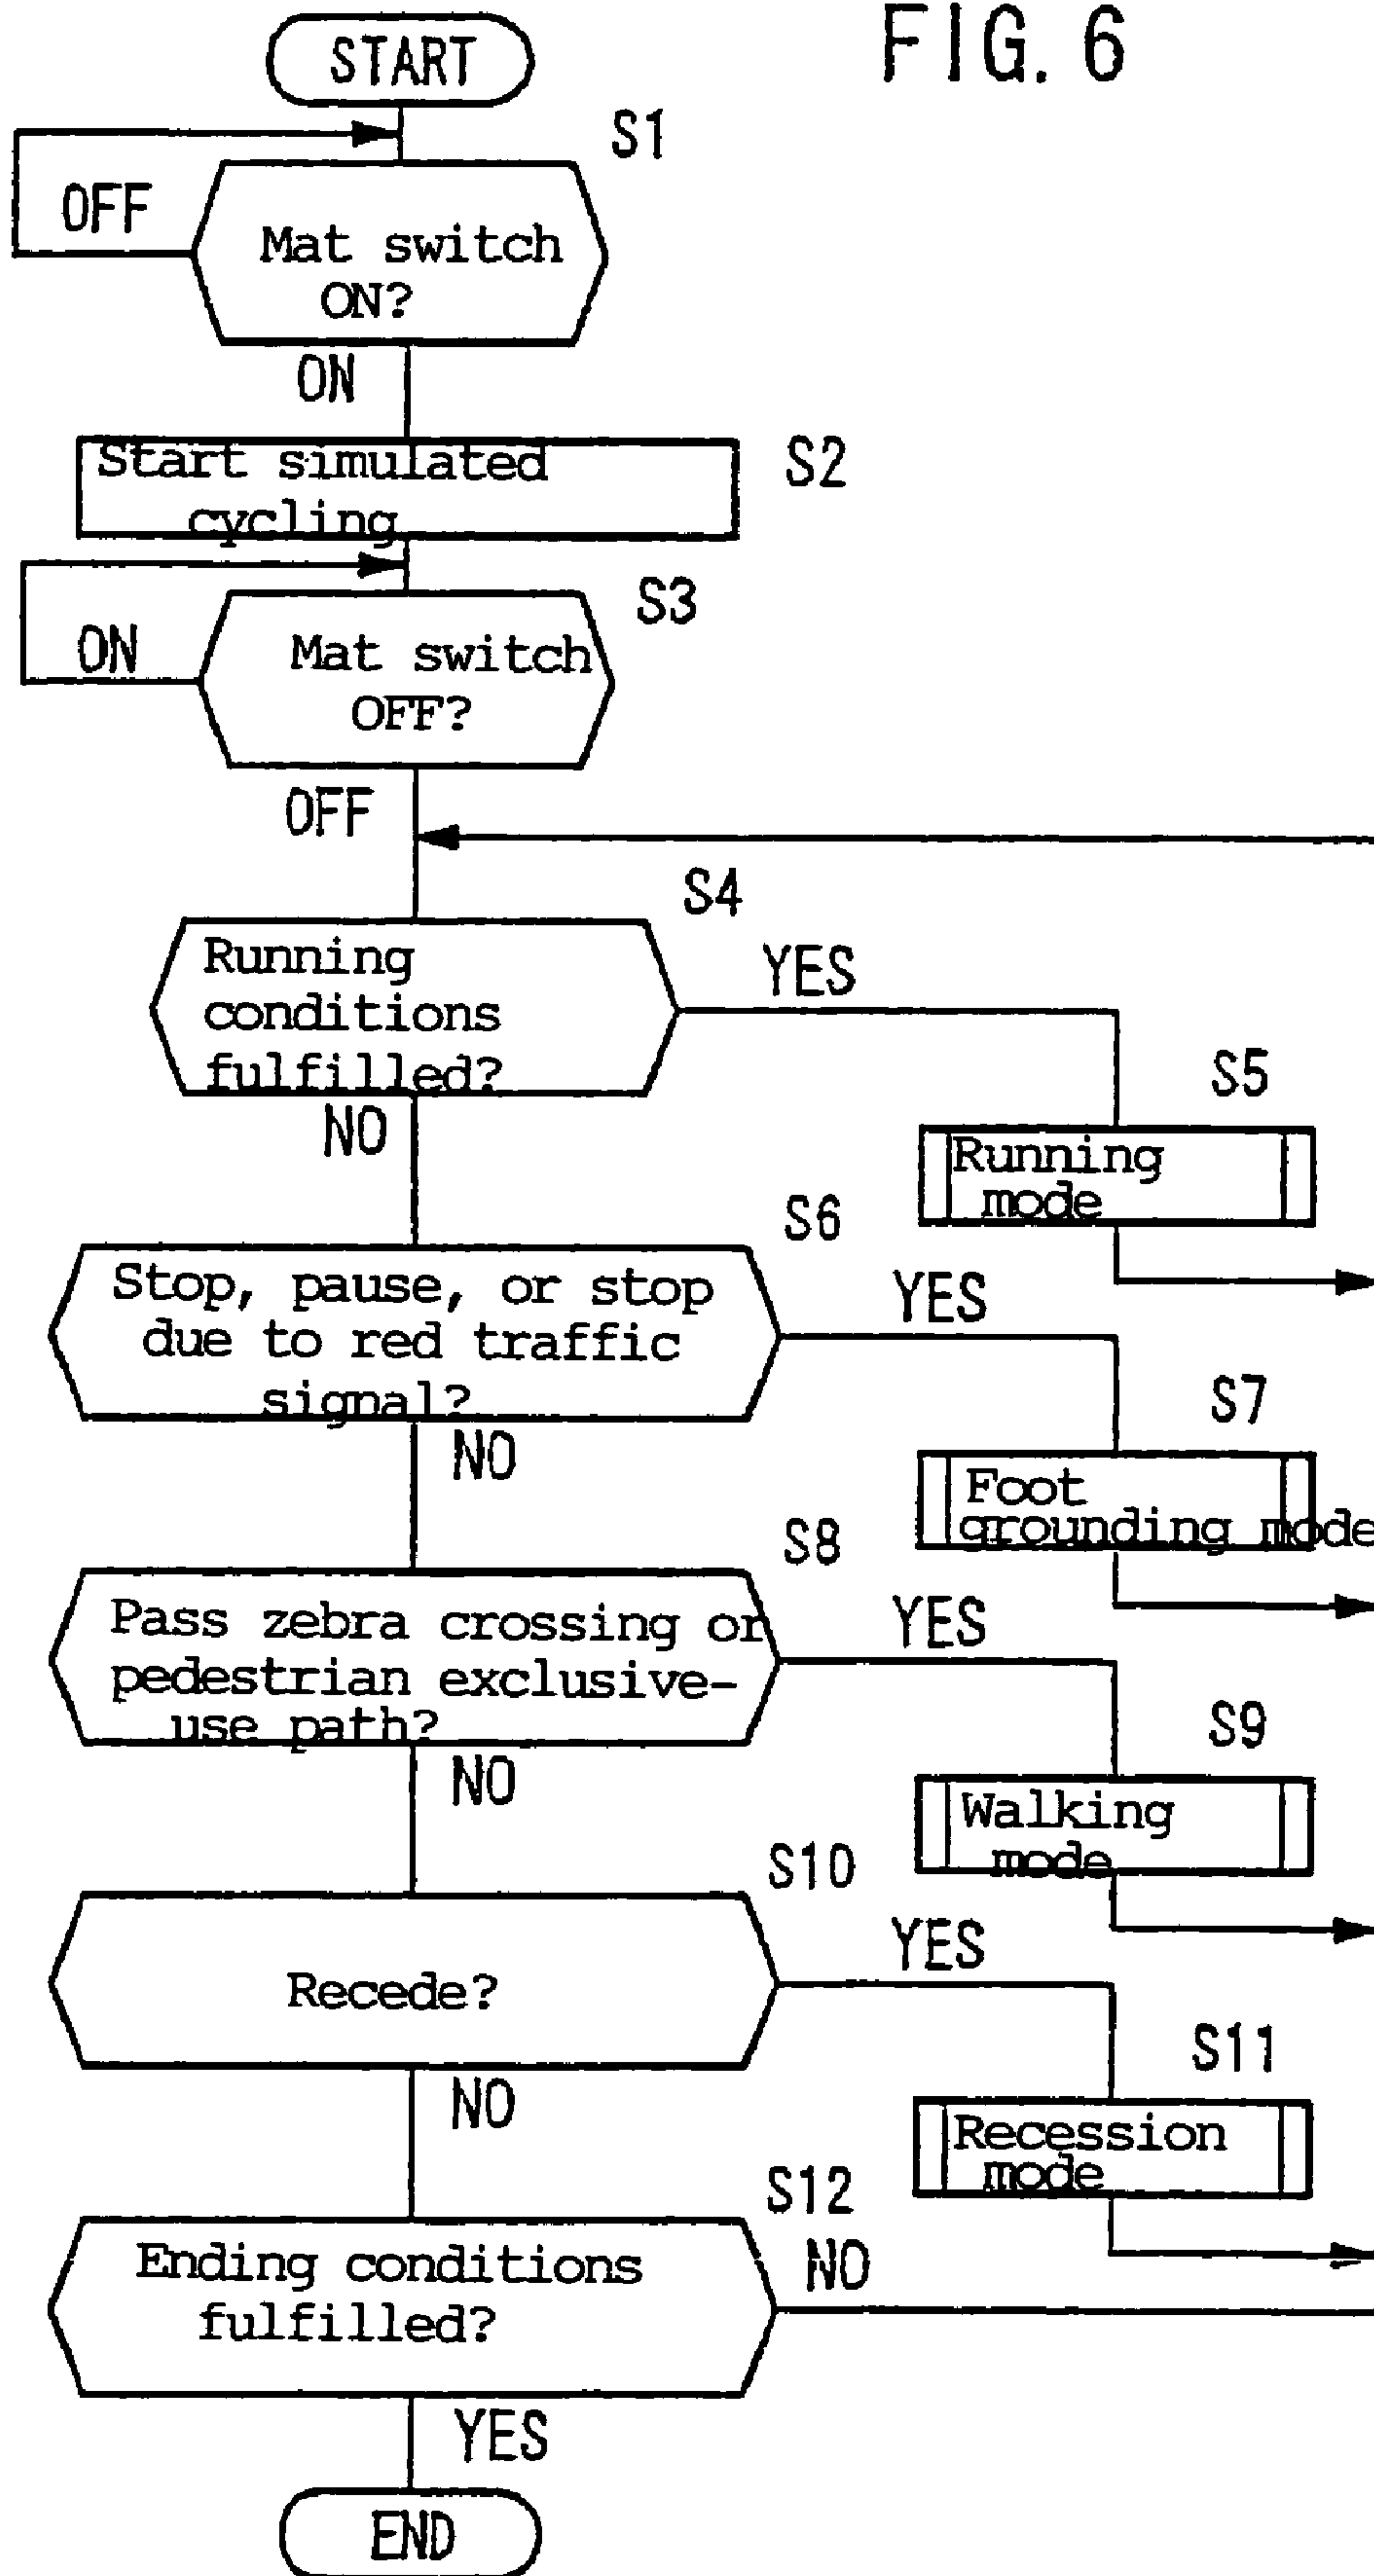 FIG. 6
START
S1
OFF
Mat switch
ON?
ON
S2
Start simulated
cycling
S3
ON
Mat switch
OFF?
OFF
S4
Running
conditions
fulfilled?
YES
NO
S5
Running
mode
S6
Stop, pause, or stop
due to red traffic
signal?
YES
NO
S7
Foot
grounding mode
S8
Pass zebra crossing or
pedestrian exclusive-
use path?
YES
NO
S9
Walking
mode
S10
Recede?
YES
NO
S11
Recession
mode
S12
Ending conditions
fulfilled?
NO
YES
END